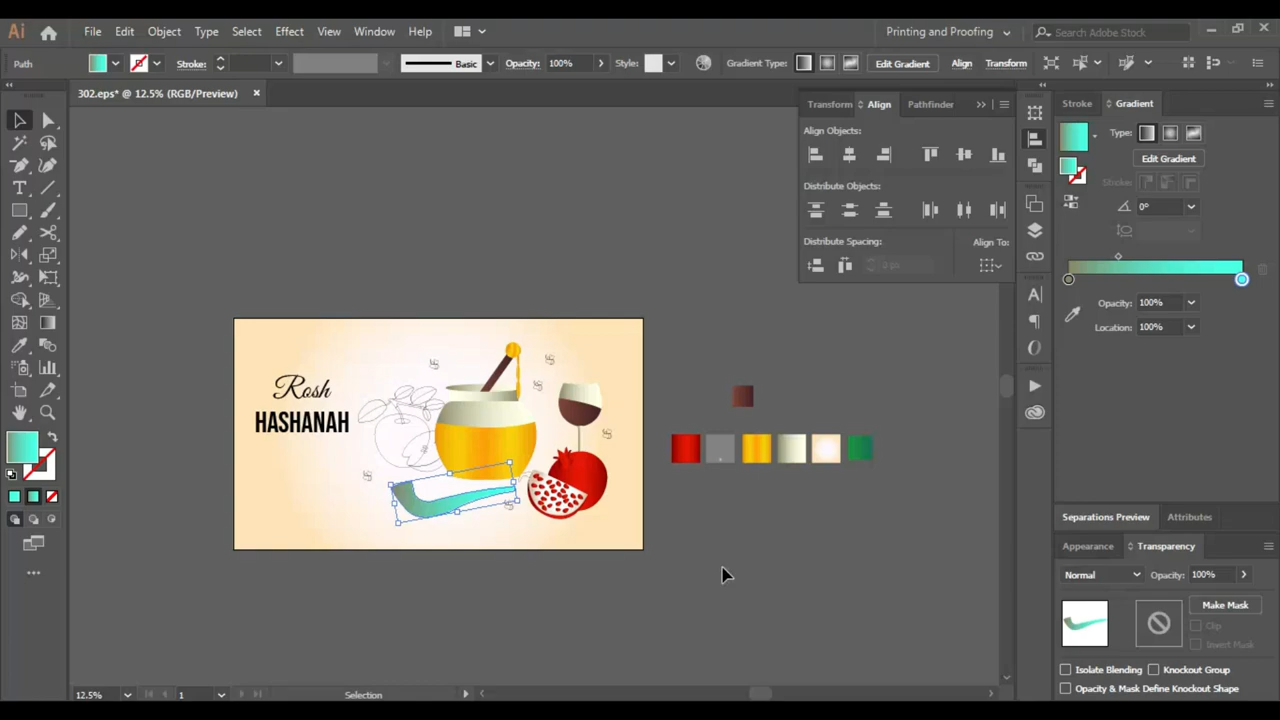 Ai File Edit Object Type Select Effect View Window Help Printing and Proofing Search Adobe Stock
Path Stroke: Basic Opacity: 100% Style: Gradient Type: Edit Gradient Align Transform
302.eps* @ 12.5% (RGB/Preview)
Transform Align Pathfinder
Align Objects:
Distribute Objects:
Distribute Spacing: Align To:
0 px
Stroke Gradient
Type:
Edit Gradient
Stroke:
0°
Opacity: 100%
Location: 100%
Rosh
HASHANAH
Separations Preview Attributes
Appearance Transparency
Normal Opacity: 100%
Make Mask
Clip
Invert Mask
Isolate Blending Knockout Group
Opacity & Mask Define Knockout Shape
12.5% 1 Selection